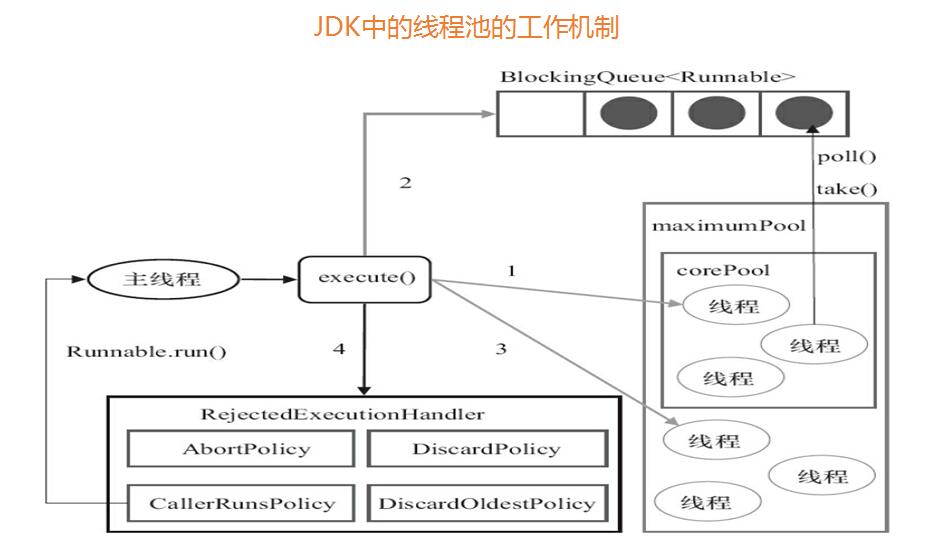 JDK中的线程池的工作机制
BlockingQueue<Runnable>
poll()
take()
2
maximumPool
corePool
主线程
execute()
1
线程
线程
线程
Runnable.run()
4
3
RejectedExecutionHandler
AbortPolicy
DiscardPolicy
CallerRunsPolicy
DiscardOldestPolicy
线程
线程
线程